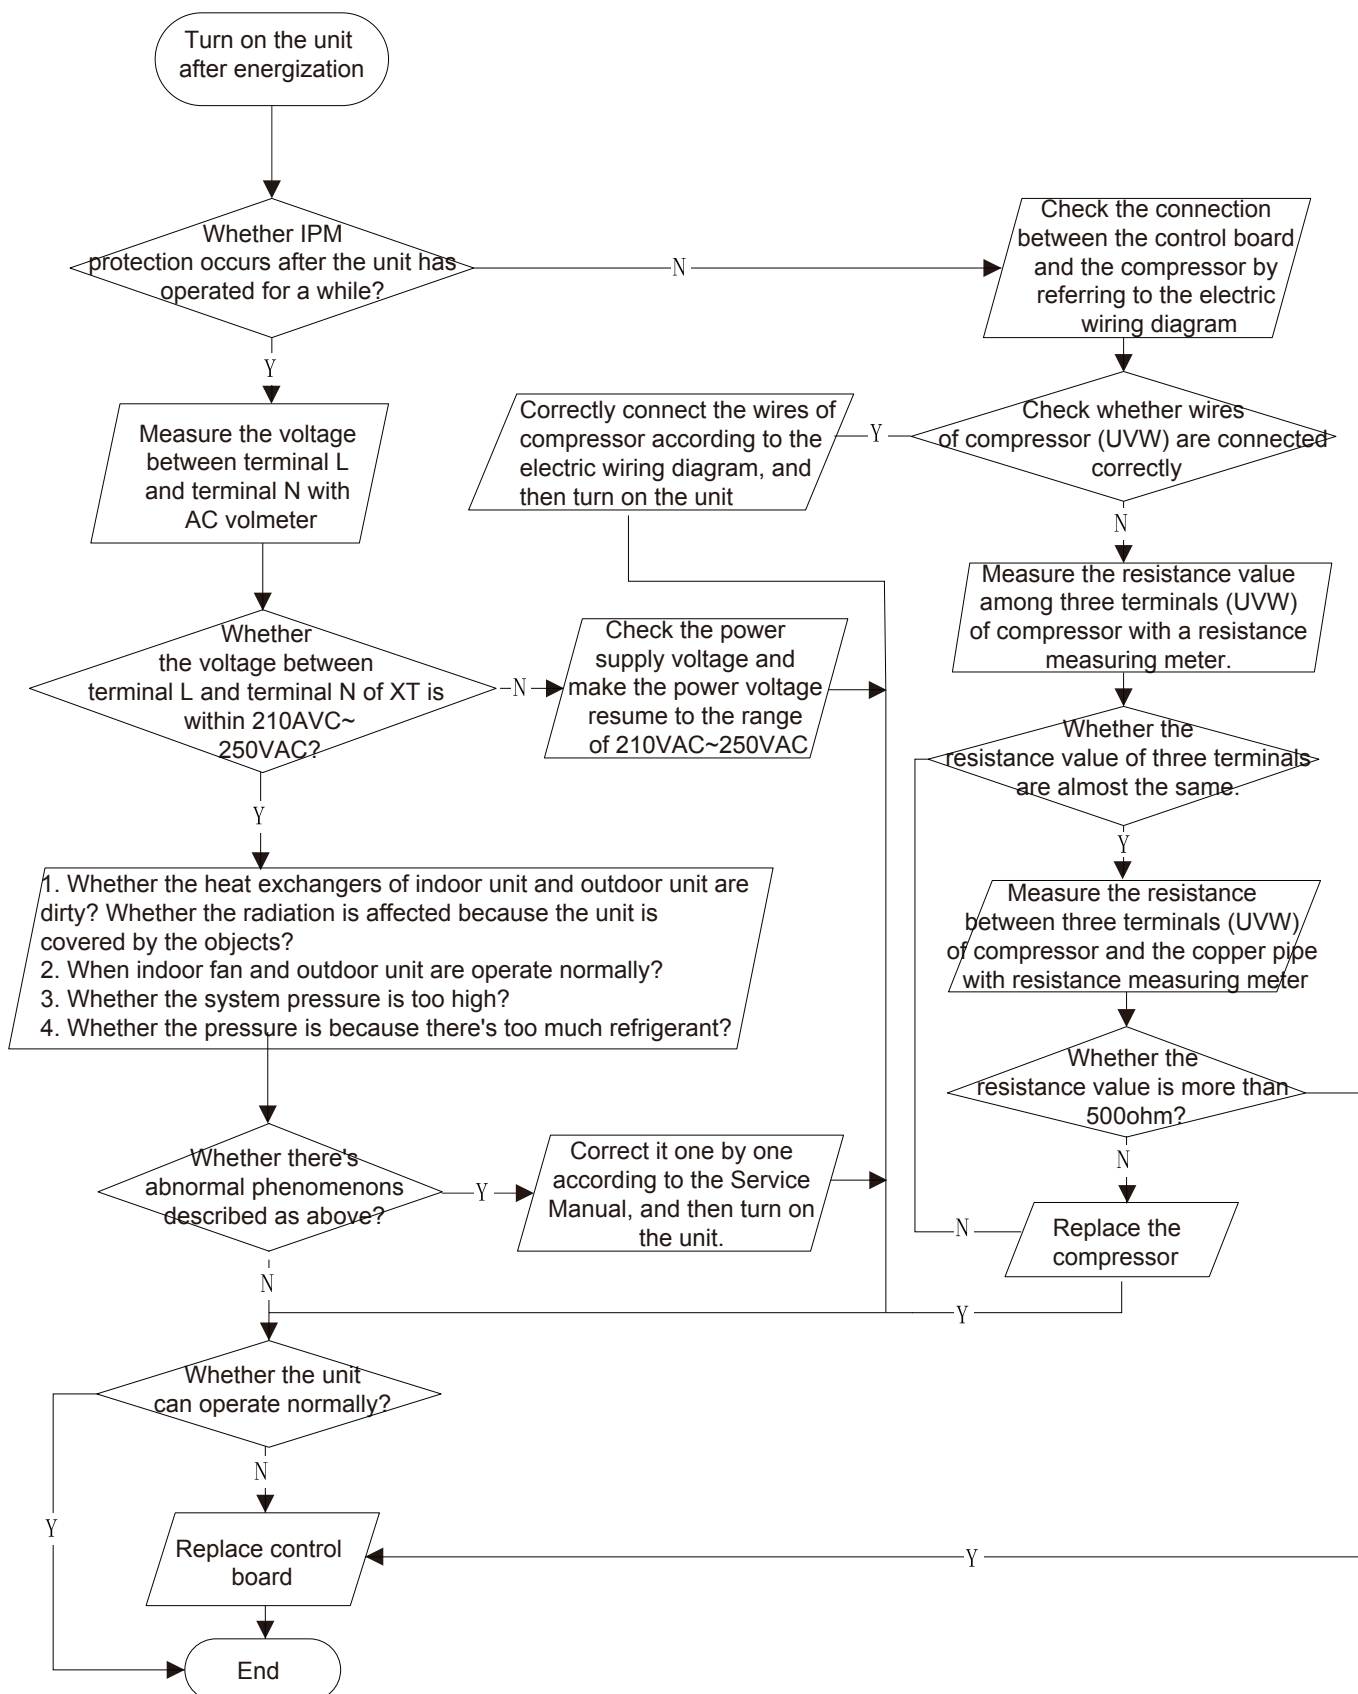 Turn on the unit
after energization
Whether IPM
protection occurs after the unit has
operated for a while?
N
Check the connection
between the control board
and the compressor by
referring to the electric
wiring diagram
Y
Measure the voltage
between terminal L
and terminal N with
AC volmeter
Correctly connect the wires of
compressor according to the
electric wiring diagram, and
then turn on the unit
Y
Check whether wires
of compressor (UVW) are connected
correctly
N
Measure the resistance value
among three terminals (UVW)
of compressor with a resistance
measuring meter.
Whether
the voltage between
terminal L and terminal N of XT is
within 210AVC~
250VAC?
N
Check the power
supply voltage and
make the power voltage
resume to the range
of 210VAC~250VAC
Whether the
resistance value of three terminals
are almost the same.
Y
Y
1. Whether the heat exchangers of indoor unit and outdoor unit are
dirty? Whether the radiation is affected because the unit is
covered by the objects?
2. When indoor fan and outdoor unit are operate normally?
3. Whether the system pressure is too high?
4. Whether the pressure is because there's too much refrigerant?
Measure the resistance
between three terminals (UVW)
of compressor and the copper pipe
with resistance measuring meter
Whether the
resistance value is more than
500ohm?
Whether there's
abnormal phenomenons
described as above?
Y
Correct it one by one
according to the Service
Manual, and then turn on
the unit.
N
N
Replace the
compressor
N
Y
Whether the unit
can operate normally?
N
Y
Replace control
board
Y
End